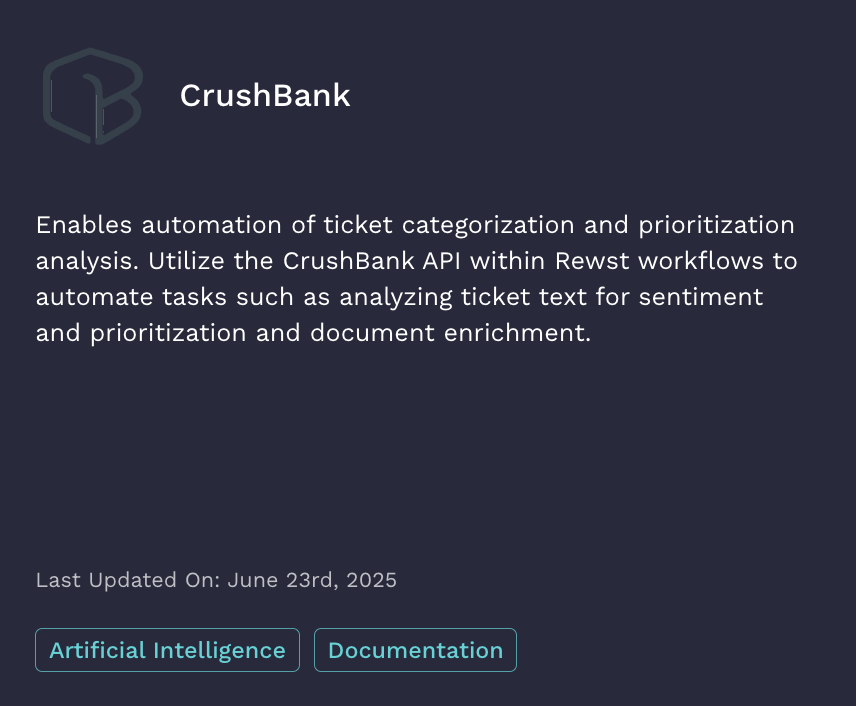 CrushBank
Enables automation of ticket categorization and prioritization
analysis. Utilize the CrushBank API within Rewst workflows to
automate tasks such as analyzing ticket text for sentiment
and prioritization and document enrichment.
Last Updated On: June 23rd, 2025
Artificial Intelligence
Documentation